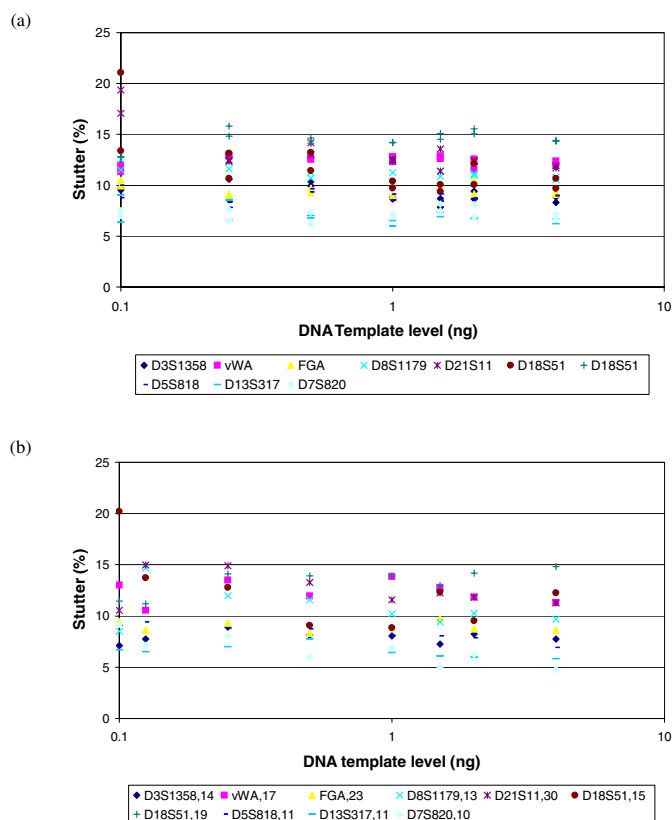 (a)
25
20
15
10
5
0
Stutter (%)
0.1 1 10
DNA Template level (ng)
D3S1358 vWA FGA D8S1179 D21S11 D18S51 D18S51
D5S818 D13S317 D7S820
(b)
25
20
15
10
5
0
Stutter (%)
0.1 1 10
DNA template level (ng)
D3S1358,14 vWA,17 FGA,23 D8S1179,13 D21S11,30 D18S51,15
D18S51,19 D5S818,11 D13S317,11 D7S820,10